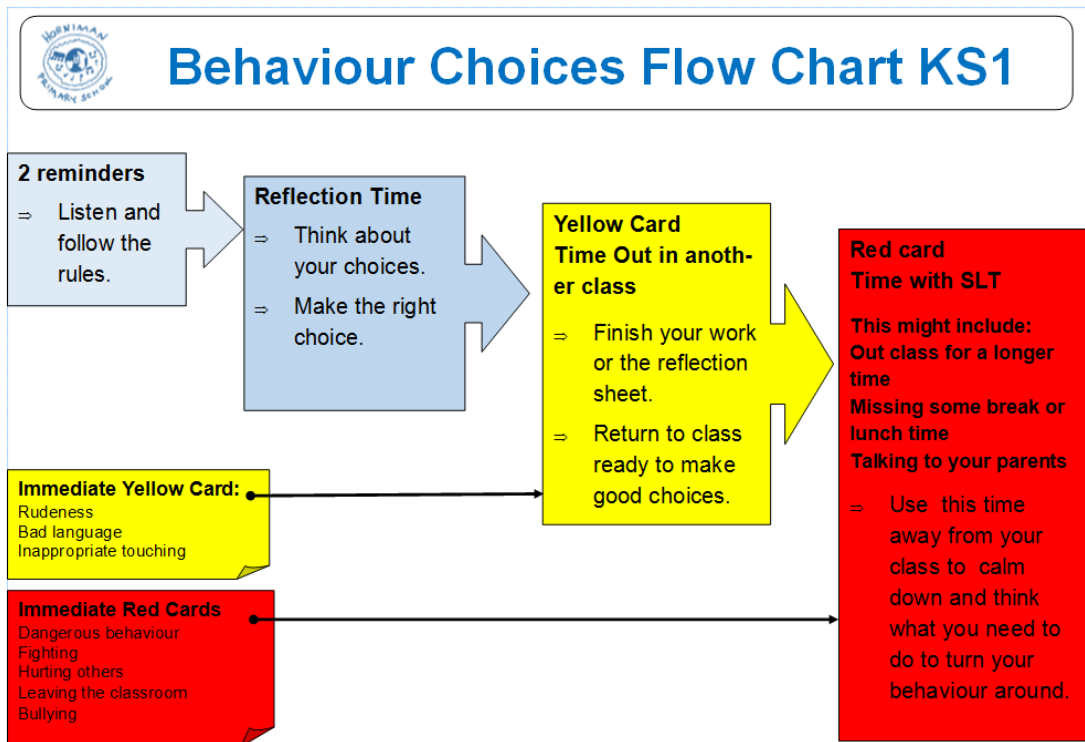 HORNIMAN
PRIMARY SCHOOL
Behaviour Choices Flow Chart KS1
2 reminders
⇒ Listen and
follow the
rules.
Reflection Time
⇒ Think about
your choices.
⇒ Make the right
choice.
Yellow Card
Time Out in anoth-
er class
⇒ Finish your work
or the reflection
sheet.
⇒ Return to class
ready to make
good choices.
Red card
Time with SLT
This might include:
Out class for a longer
time
Missing some break or
lunch time
Talking to your parents
⇒ Use this time
away from your
class to calm
down and think
what you need to
do to turn your
behaviour around.
Immediate Yellow Card:
Rudeness
Bad language
Inappropriate touching
Immediate Red Cards
Dangerous behaviour
Fighting
Hurting others
Leaving the classroom
Bullying